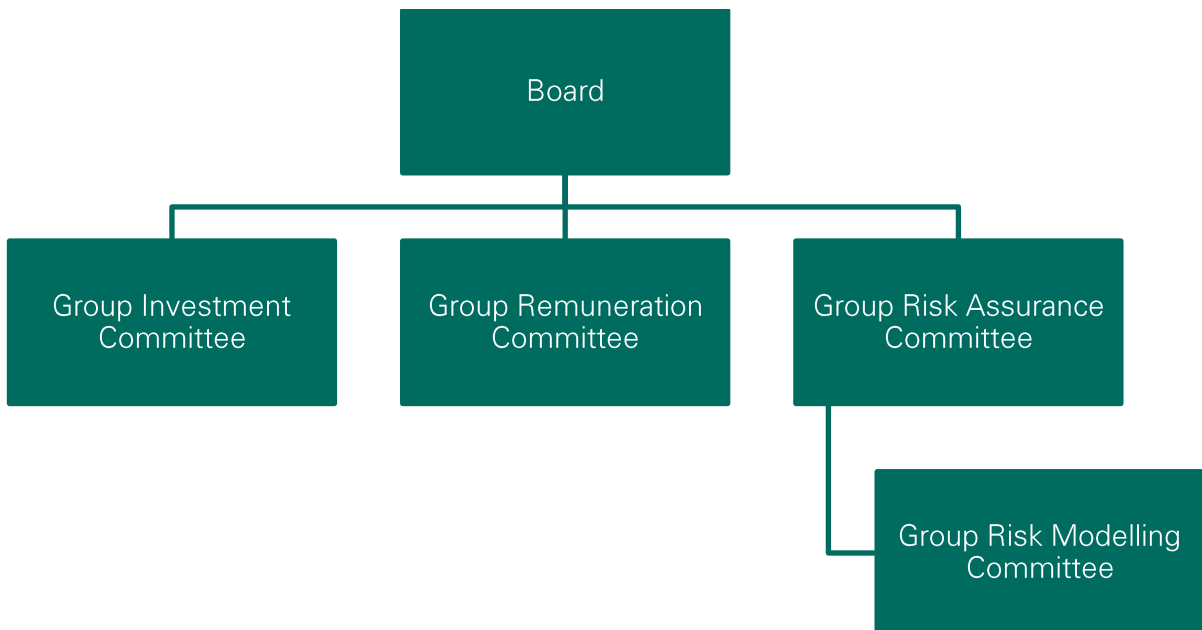 Board
Group Investment
Committee
Group Remuneration
Committee
Group Risk Assurance
Committee
Group Risk Modelling
Committee